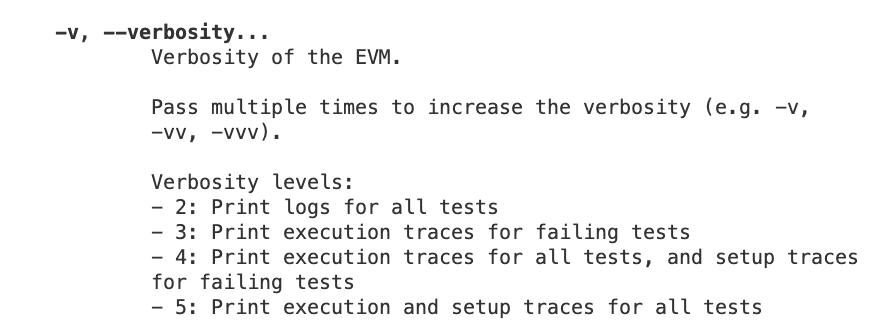 -v, --verbosity...
Verbosity of the EVM.
Pass multiple times to increase the verbosity (e.g. -v,
-vv, -vvv).
Verbosity levels:
- 2: Print logs for all tests
- 3: Print execution traces for failing tests
- 4: Print execution traces for all tests, and setup traces
for failing tests
- 5: Print execution and setup traces for all tests